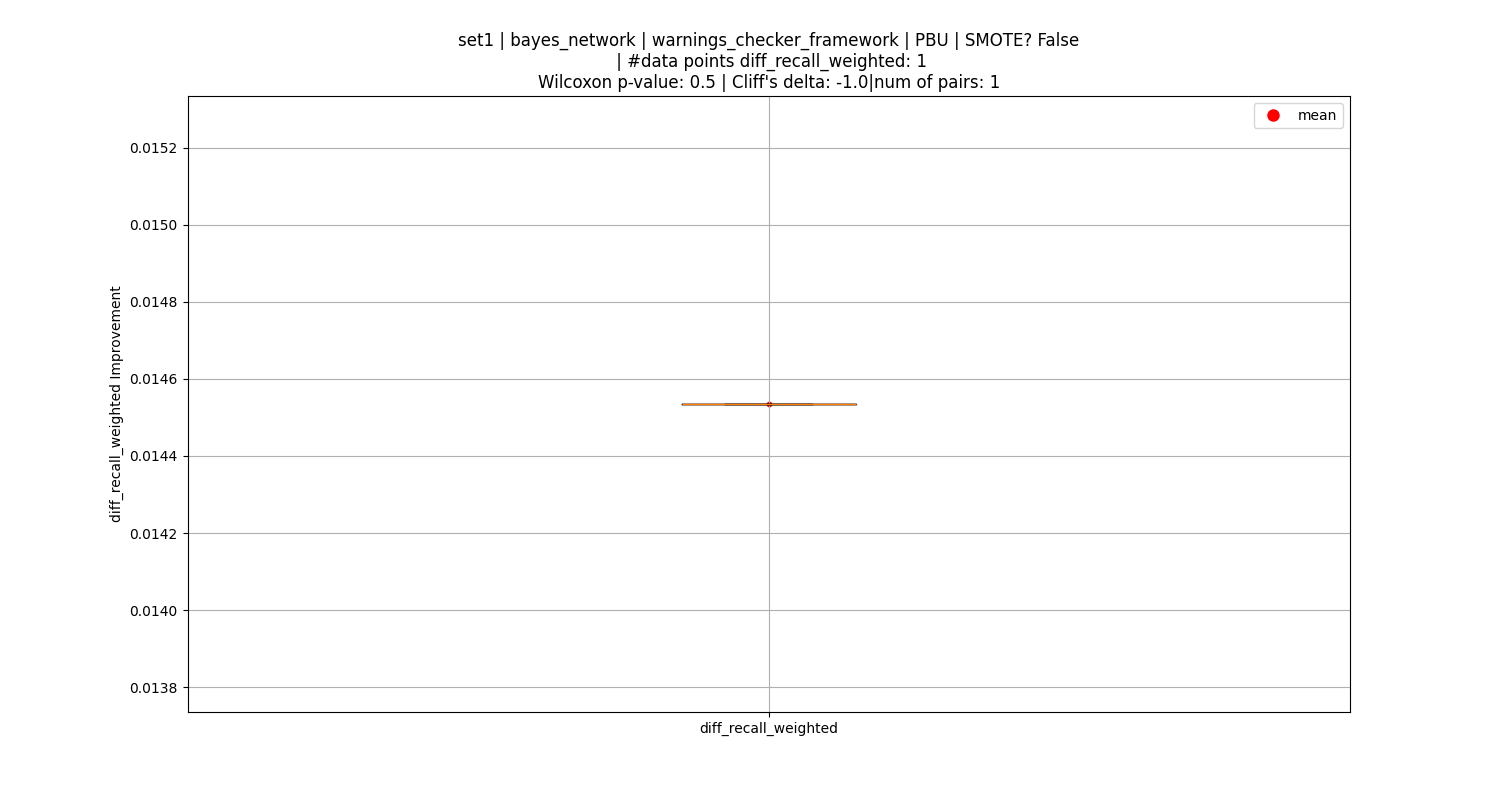 set1 | bayes_network | warnings_checker_framework | PBU | SMOTE? False
| #data points diff_recall_weighted: 1
Wilcoxon p-value: 0.5 | Cliff's delta: -1.0|num of pairs: 1
mean
0.0152
0.0150
0.0148
0.0146
0.0144
0.0142
0.0140
0.0138
diff_recall_weighted Improvement
diff_recall_weighted